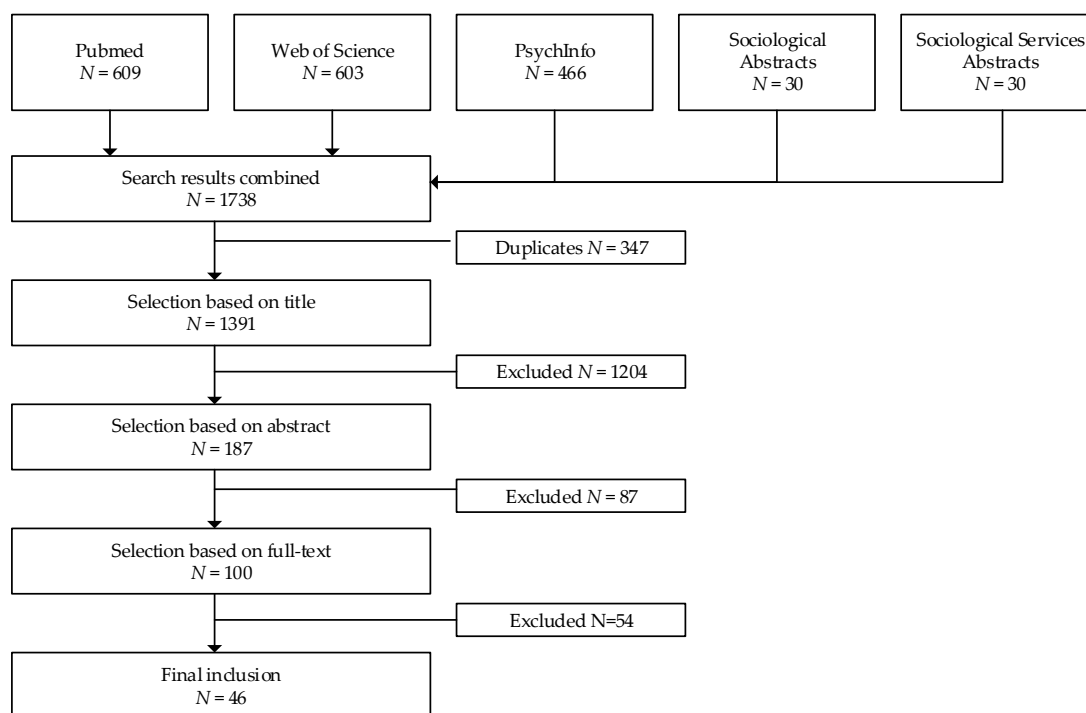 Pubmed
N = 609
Web of Science
N = 603
PsychInfo
N = 466
Sociological
Abstracts
N = 30
Sociological Services
Abstracts
N = 30
Search results combined
N = 1738
Duplicates N = 347
Selection based on title
N = 1391
Excluded N = 1204
Selection based on abstract
N = 187
Excluded N = 87
Selection based on full-text
N = 100
Excluded N=54
Final inclusion
N = 46